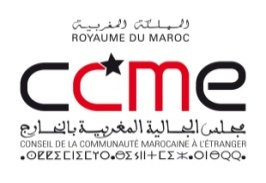 المملكة المغربية
ROYAUME DU MAROC
ccme
مجلس الجالية المغربية بالخارج
CONSEIL DE LA COMMUNAUTÉ MAROCAINE À L'ÉTRANGER